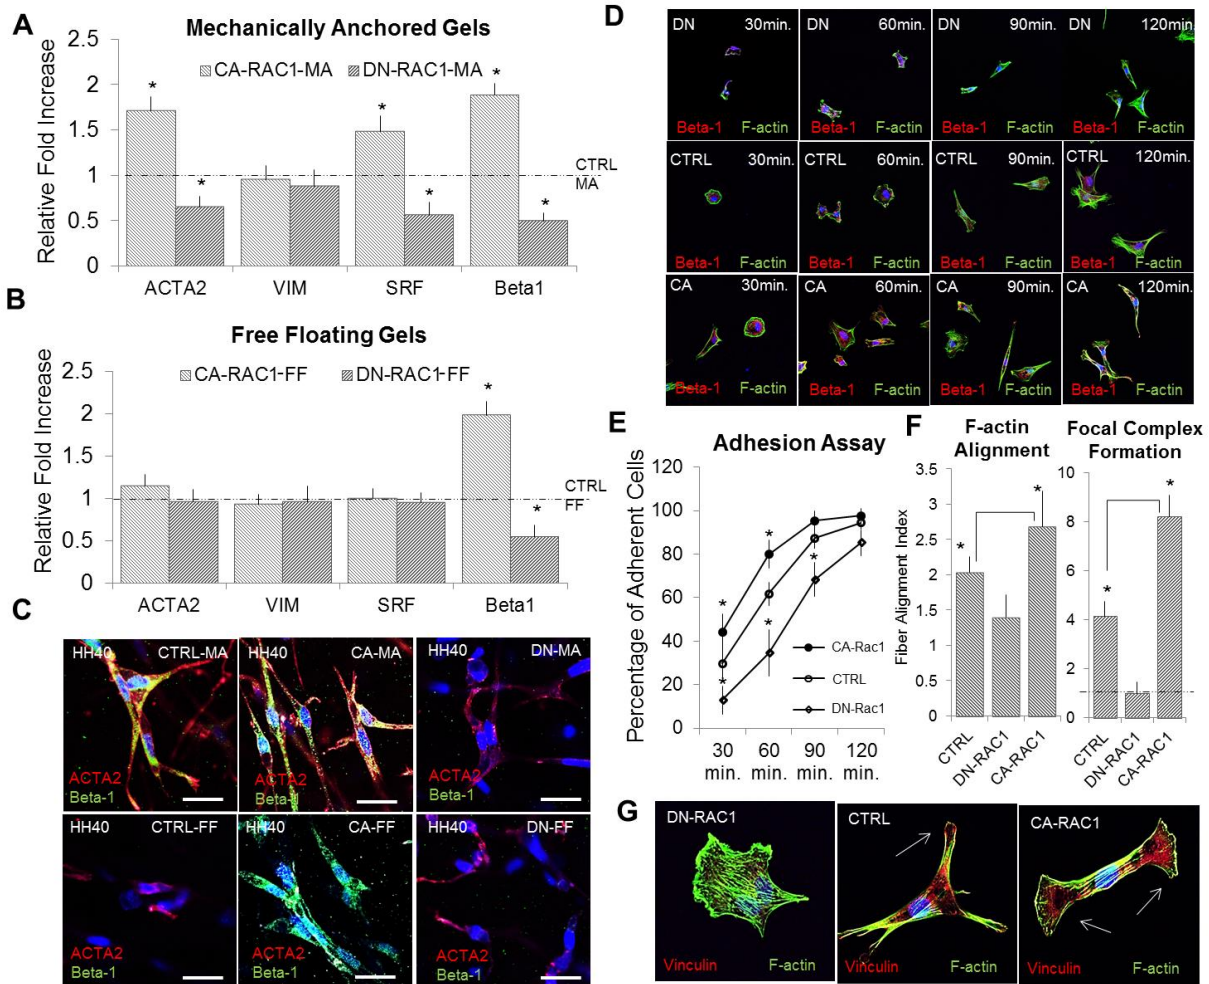 A
Mechanically Anchored Gels
CA-RAC1-MA DN-RAC1-MA
Relative Fold Increase
2.5
2
1.5
1
0.5
0
* * * * * *
CTRL
MA
ACTA2 VIM SRF Beta1
B
Free Floating Gels
CA-RAC1-FF DN-RAC1-FF
Relative Fold Increase
2.5
2
1.5
1
0.5
0
* *
CTRL
FF
ACTA2 VIM SRF Beta1
C
HH40 CTRL-MA
ACTA2
Beta-1
HH40 CA-MA
ACTA2
Beta-1
HH40 DN-MA
ACTA2
Beta-1
HH40 CTRL-FF
ACTA2
Beta-1
HH40 CA-FF
ACTA2
Beta-1
HH40 DN-FF
ACTA2
Beta-1
D
DN 30min.
Beta-1 F-actin
DN 60min.
Beta-1 F-actin
DN 90min.
Beta-1 F-actin
DN 120min.
Beta-1 F-actin
CTRL 30min.
Beta-1 F-actin
CTRL 60min.
Beta-1 F-actin
CTRL 90min.
Beta-1 F-actin
CTRL 120min.
Beta-1 F-actin
CA 30min.
Beta-1 F-actin
CA 60min.
Beta-1 F-actin
CA 90min.
Beta-1 F-actin
CA 120min.
Beta-1 F-actin
E
Adhesion Assay
Percentage of Adherent Cells
120
100
80
60
40
20
0
* * * * *
CA-Rac1
CTRL
DN-Rac1
30 60 90 120
min. min. min. min.
F
F-actin
Alignment
Fiber Alignment Index
3.5
3
2.5
2
1.5
1
0.5
0
* *
CTRL
DN-RAC1
CA-RAC1
Focal Complex
Formation
10
8
6
4
2
0
* *
CTRL
DN-RAC1
CA-RAC1
G
DN-RAC1
Vinculin F-actin
CTRL
Vinculin F-actin
CA-RAC1
Vinculin F-actin